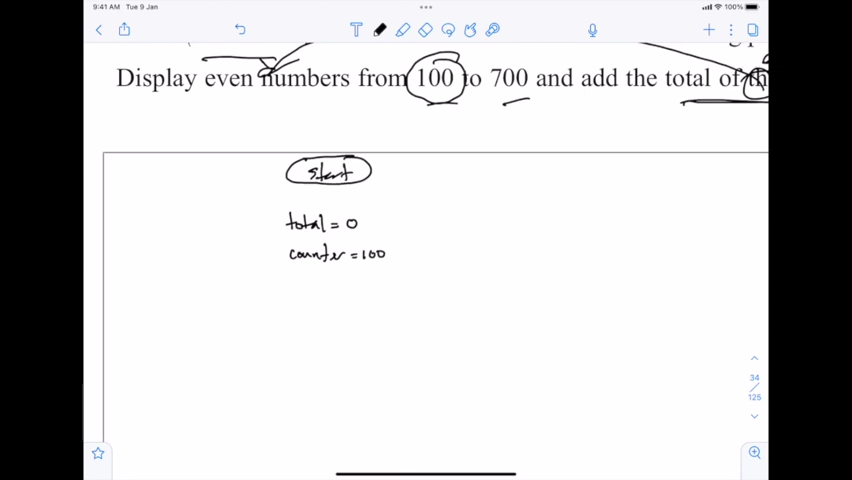 9:41 AM Tue 9 Jan
100%
T
Display even numbers from 100 to 700 and add the total of th
start
total = 0
counter = 100
34
125